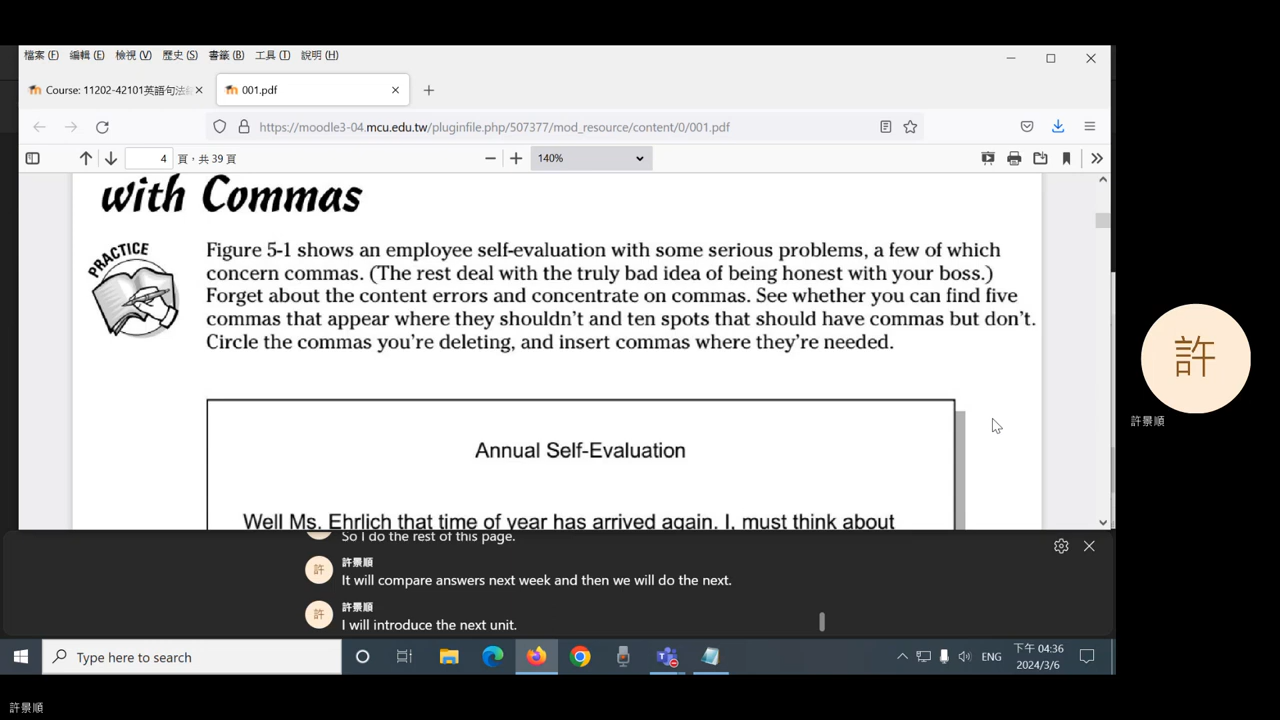 檔案(F) 編輯(E) 檢視(V) 歷史(S) 書籤(B) 工具(T) 說明(H)
Course: 11202-42101英語句法結
001.pdf
https://moodle3-04.mcu.edu.tw/pluginfile.php/507377/mod_resource/content/0/001.pdf
4 頁,共 39 頁
140%
with Commas
PRACTICE
Figure 5-1 shows an employee self-evaluation with some serious problems, a few of which
concern commas. (The rest deal with the truly bad idea of being honest with your boss.)
Forget about the content errors and concentrate on commas. See whether you can find five
commas that appear where they shouldn't and ten spots that should have commas but don't.
Circle the commas you're deleting, and insert commas where they're needed.
Annual Self-Evaluation
Well Ms. Ehrlich that time of year has arrived again. I, must think about
許
許景順
So I do the rest of this page.
許
許景順
It will compare answers next week and then we will do the next.
許
許景順
I will introduce the next unit.
Type here to search
ENG
下午 04:36
2024/3/6
許景順